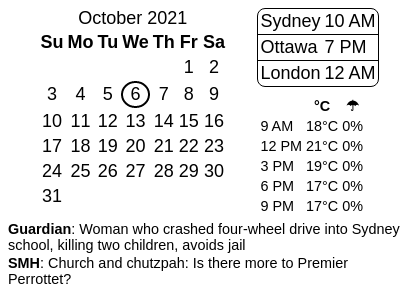 October 2021
Su Mo Tu We Th Fr Sa
1 2
3 4 5 6 7 8 9
10 11 12 13 14 15 16
17 18 19 20 21 22 23
24 25 26 27 28 29 30
31
Sydney 10 AM
Ottawa 7 PM
London 12 AM
°C ☂
9 AM 18°C 0%
12 PM 21°C 0%
3 PM 19°C 0%
6 PM 17°C 0%
9 PM 17°C 0%
Guardian: Woman who crashed four-wheel drive into Sydney
school, killing two children, avoids jail
SMH: Church and chutzpah: Is there more to Premier
Perrottet?